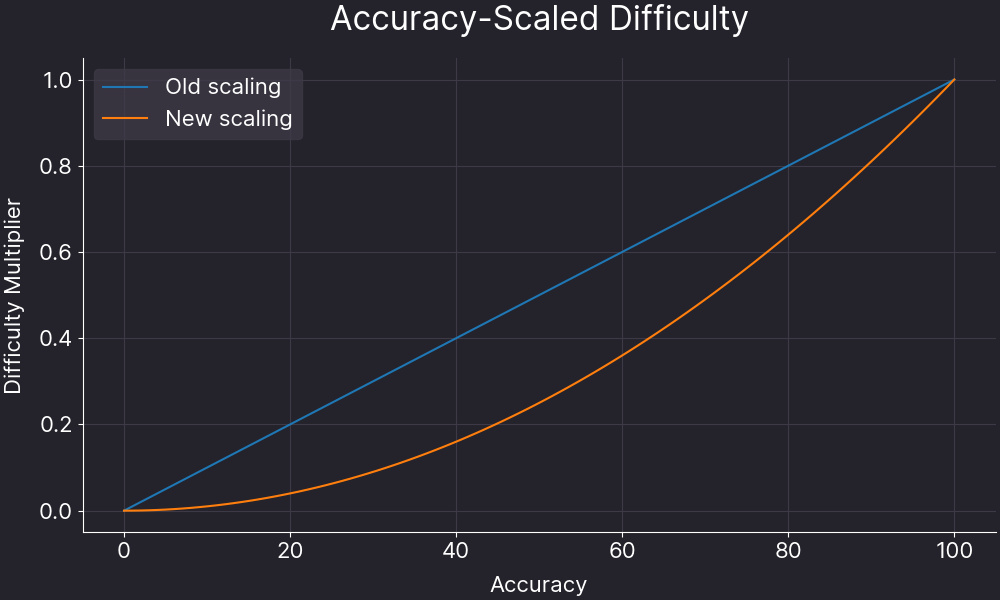 Accuracy-Scaled Difficulty
Old scaling
New scaling
Difficulty Multiplier
1.0
0.8
0.6
0.4
0.2
0.0
0 20 40 60 80 100
Accuracy